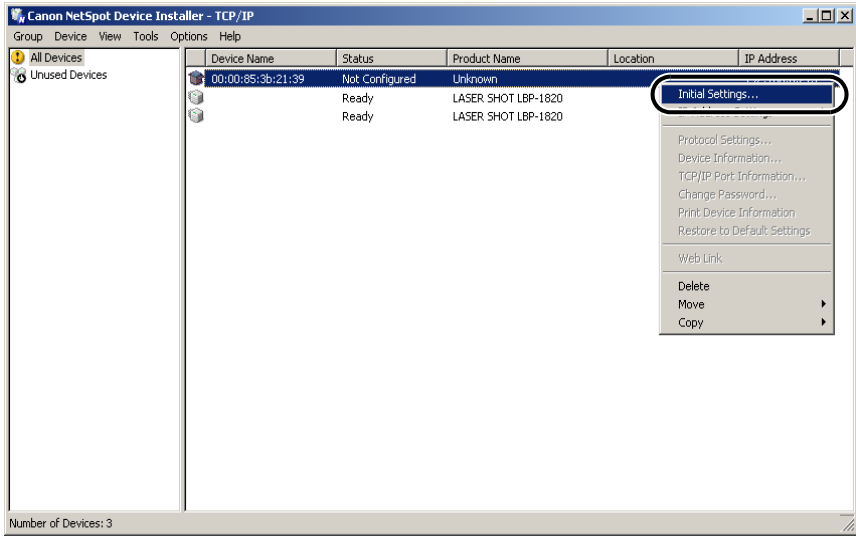 Canon NetSpot Device Installer - TCP/IP
Group Device View Tools Options Help
All Devices
Unused Devices
Device Name Status Product Name Location IP Address
00:00:85:3b:21:39 Not Configured Unknown
Ready LASER SHOT LBP-1820
Ready LASER SHOT LBP-1820
Initial Settings...
Protocol Settings...
Device Information...
TCP/IP Port Information...
Change Password...
Print Device Information
Restore to Default Settings
Web Link
Delete
Move
Copy
Number of Devices: 3